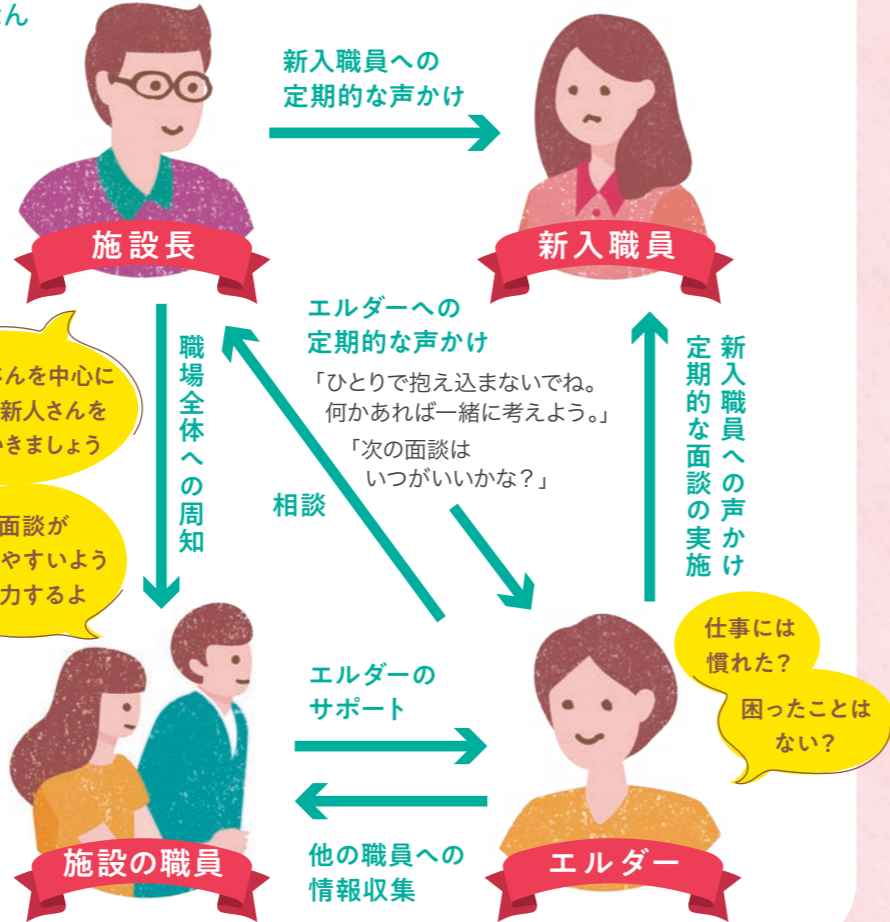 ん
新入職員への
定期的な声かけ
施設長
新入職員
エルダーへの
定期的な声かけ
「ひとりで抱え込まないでね。
何かあれば一緒に考えよう。」
「次の面談は
いつがいいかな？」
相談
職場全体への周知
新入職員への声かけ
定期的な面談の実施
さんを中心に
新人さんを
きましょう
面談が
やすいよう
力するよ
仕事には
慣れた？
困ったことは
ない？
エルダーの
サポート
他の職員への
情報収集
施設の職員
エルダー